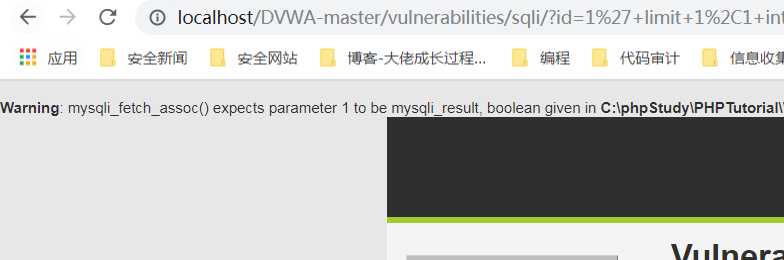 localhost/DVWA-master/vulnerabilities/sqli/?id=1%27+limit+1%2C1+int
应用 安全新闻 安全网站 博客-大佬成长过程... 编程 代码审计 信息收集
Warning: mysqli_fetch_assoc() expects parameter 1 to be mysqli_result, boolean given in C:\phpStudy\PHPTutorial\
Vulnera